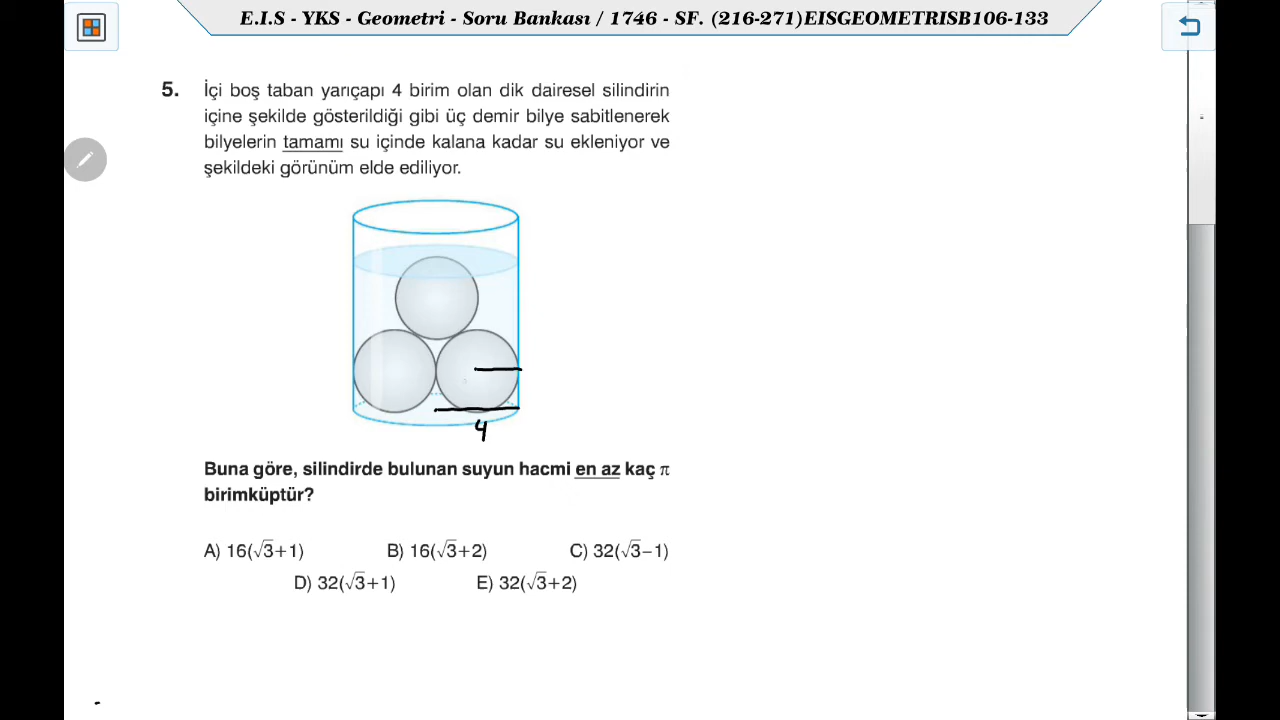 E.I.S - YKS - Geometri - Soru Bankası / 1746 - SF. (216-271)EISGEOMETRISB106-133
5. İçi boş taban yarıçapı 4 birim olan dik dairesel silindirin
içine şekilde gösterildiği gibi üç demir bilye sabitlenerek
bilyelerin tamamı su içinde kalana kadar su ekleniyor ve
şekildeki görünüm elde ediliyor.
4
Buna göre, silindirde bulunan suyun hacmi en az kaç π
birimküptür?
A) 16(√3+1) B) 16(√3+2) C) 32(√3−1)
D) 32(√3+1) E) 32(√3+2)